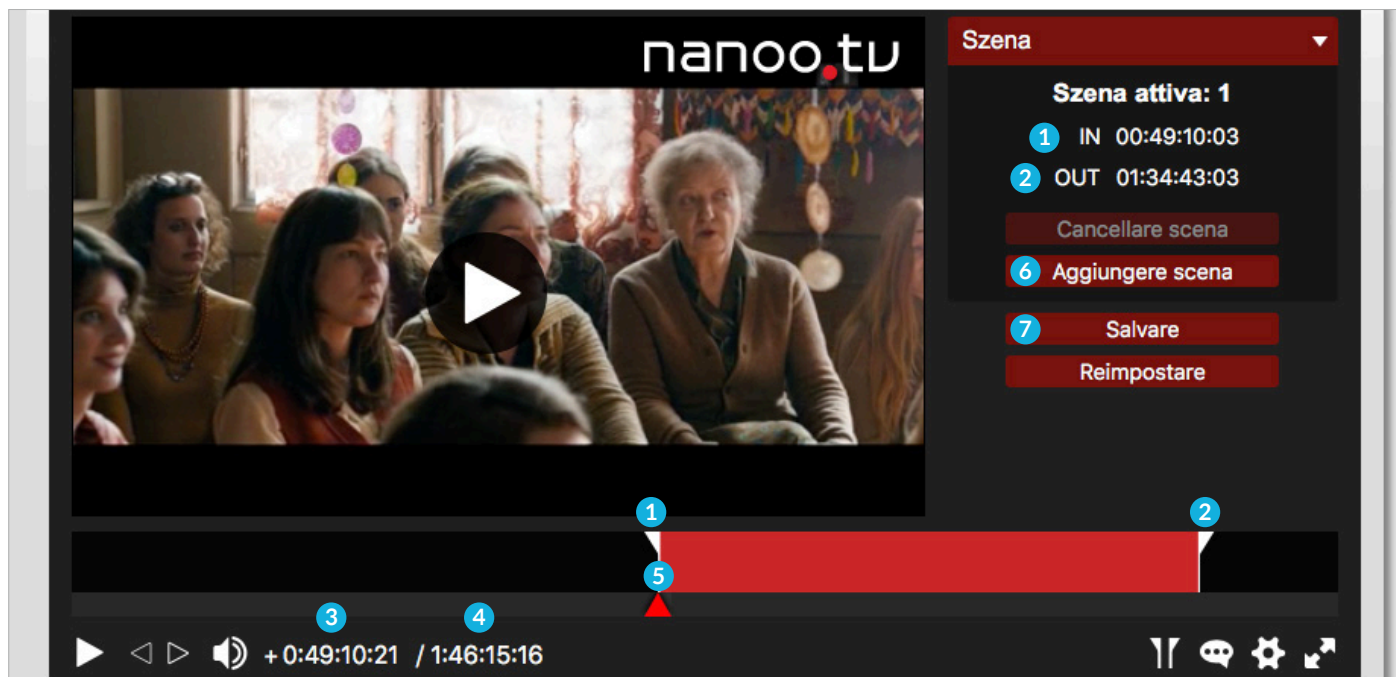 nanoo.tv
Szena
Szena attiva: 1
1 IN 00:49:10:03
2 OUT 01:34:43:03
Cancellare scena
6 Aggiungere scena
7 Salvare
Reimpostare
1 2
5
3 4
+ 0:49:10:21 / 1:46:15:16